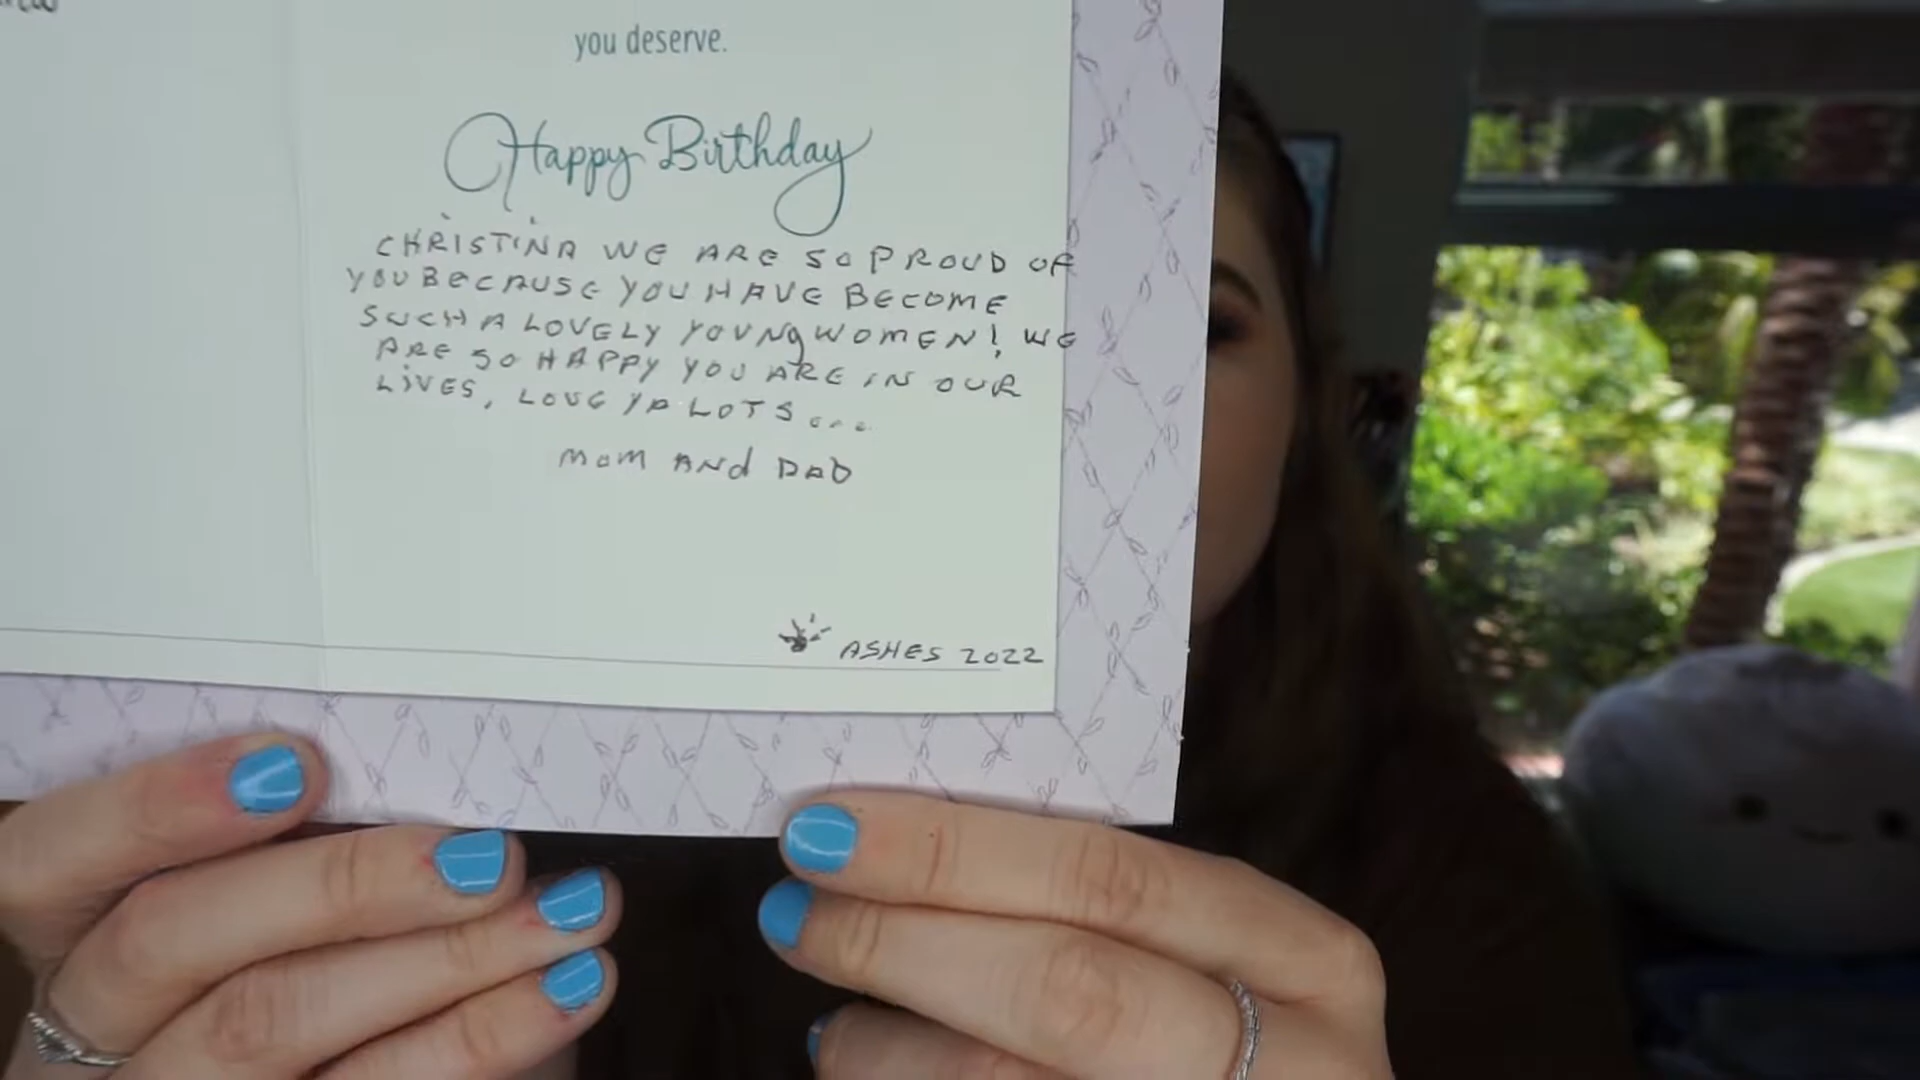 you deserve.
Happy Birthday
CHRISTINA WE ARE SO PROUD OF
YOU BECAUSE YOU HAVE BECOME
SUCH A LOVELY YOUNg WOMEN! WE
ARE SO HAPPY YOU ARE IN OUR
LiVES, LOVE YA LOTS...
MOM ANd DAD
ASHES 2022